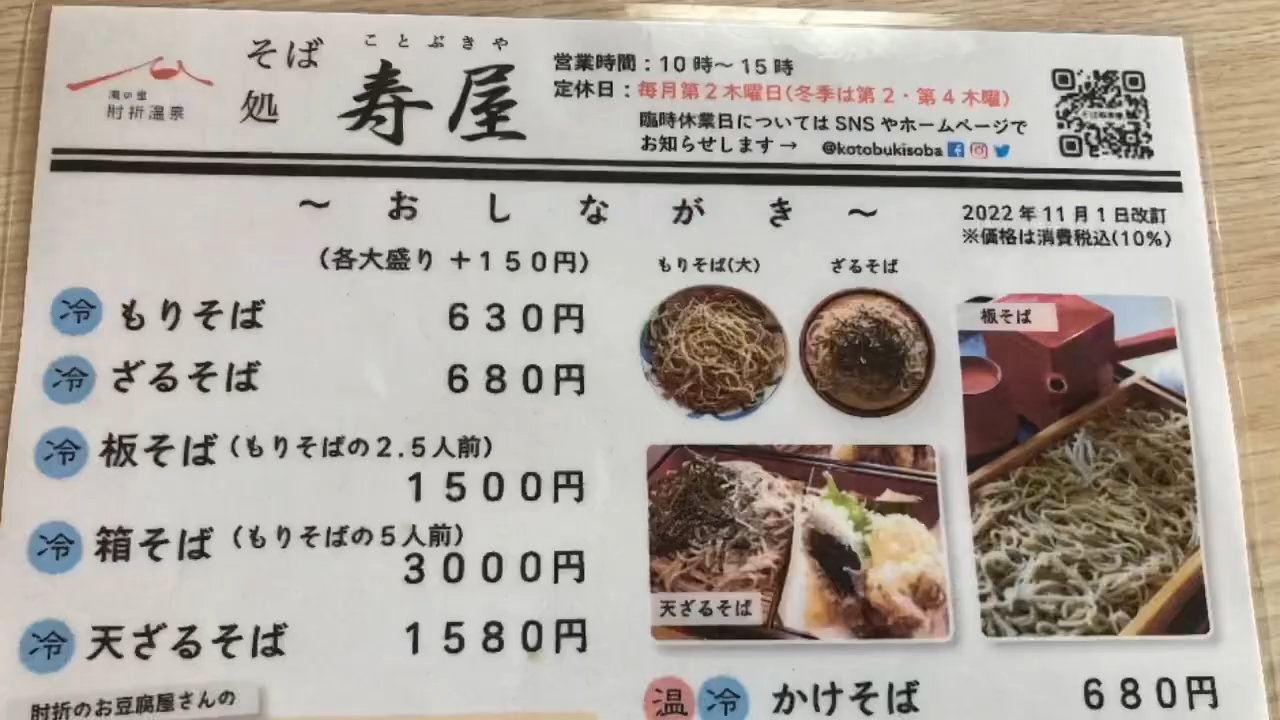 湯の里
肘折温泉
そば処
ことぶきや
寿屋
営業時間：10時〜15時
定休日：毎月第2木曜日(冬季は第2・第4木曜)
臨時休業日についてはSNSやホームページで
お知らせします→ @kotobukisoba
〜おしながき〜
2022年11月1日改訂
※価格は消費税込(10%)
（各大盛り＋150円）
冷 もりそば 630円
冷 ざるそば 680円
冷 板そば（もりそばの2.5人前）
1500円
冷 箱そば（もりそばの5人前）
3000円
冷 天ざるそば 1580円
肘折のお豆腐屋さんの
もりそば(大)
ざるそば
板そば
天ざるそば
温 冷 かけそば 680円